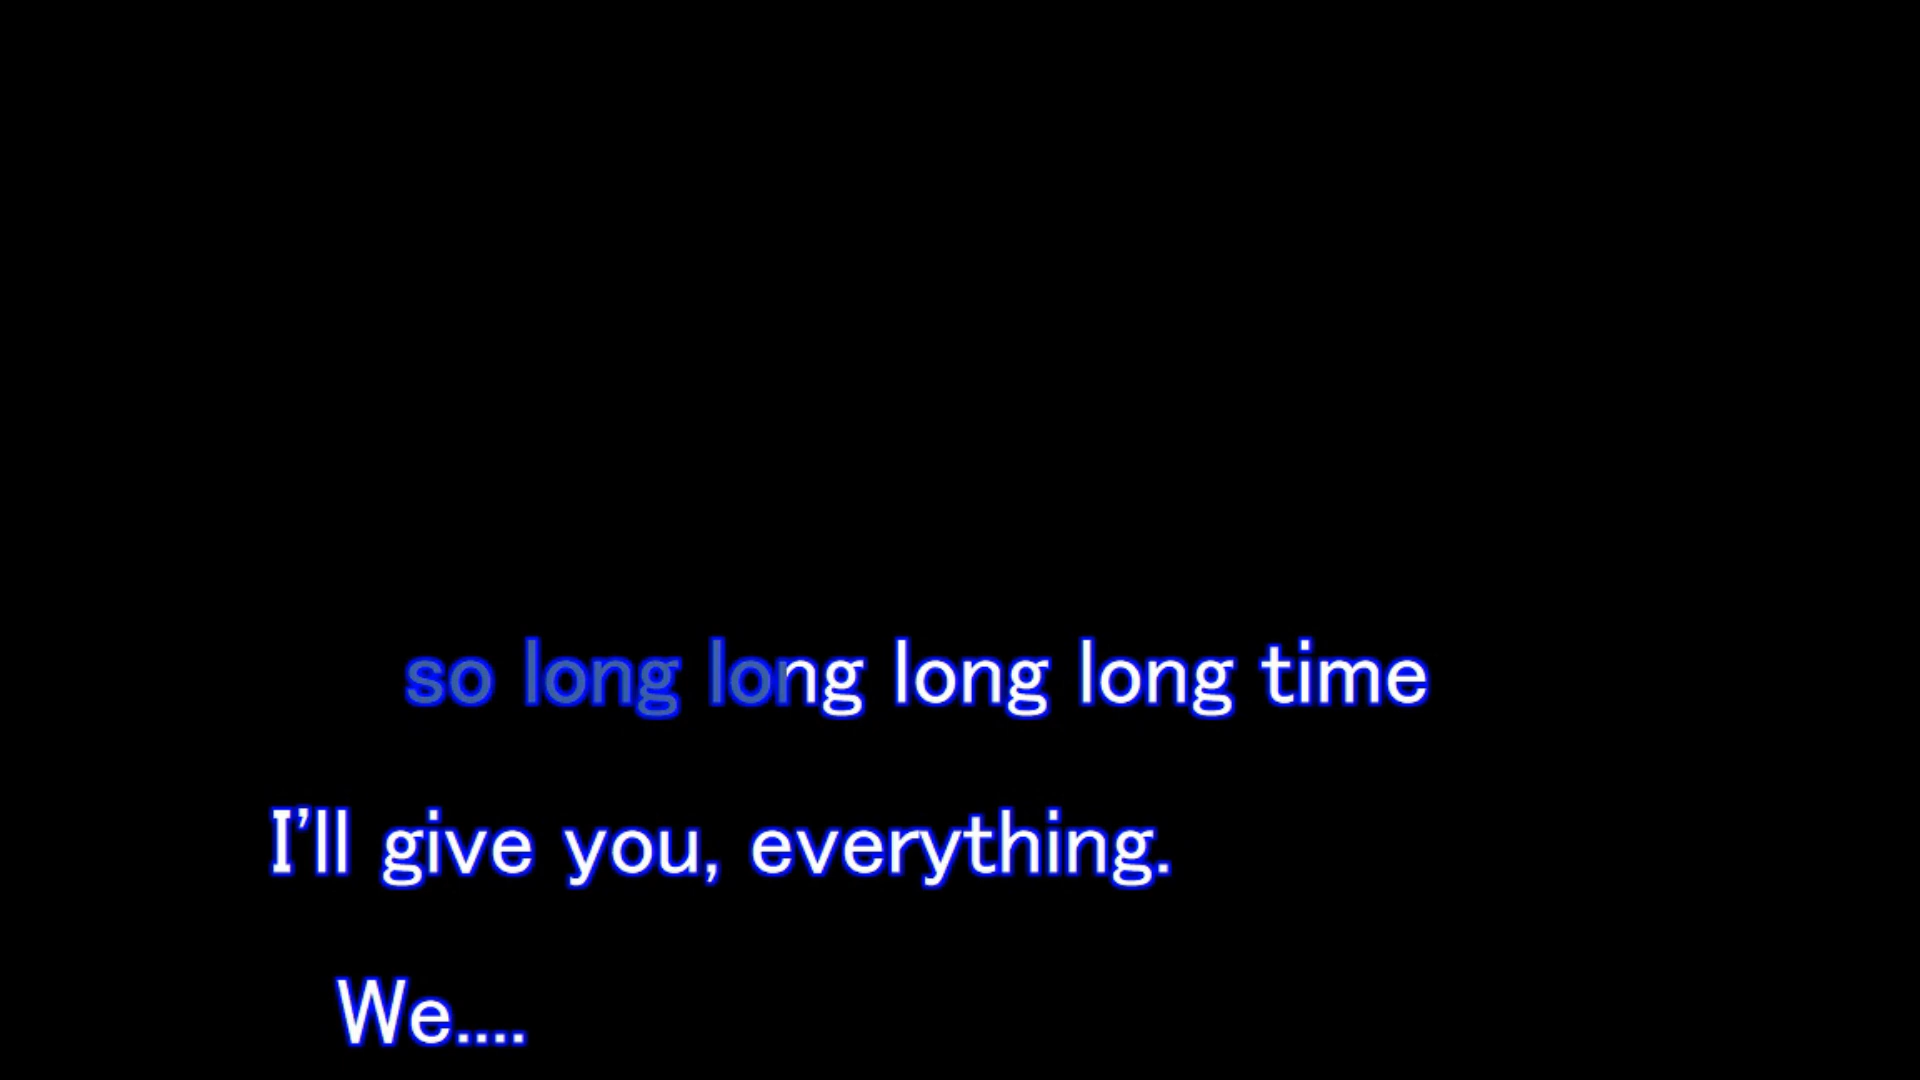 so long long long long time
I’ll give you, everything.
We....